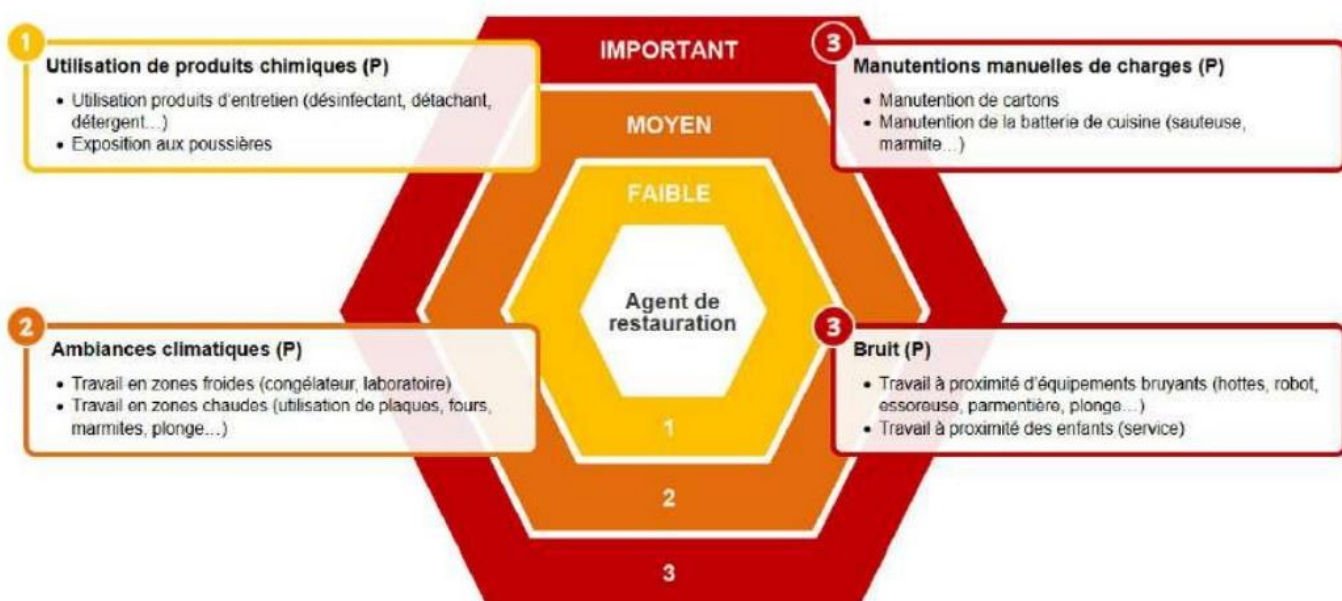 1
Utilisation de produits chimiques (P)
• Utilisation produits d'entretien (désinfectant, détachant,
détergent...)
• Exposition aux poussières
IMPORTANT
MOYEN
FAIBLE
3
Manutentions manuelles de charges (P)
• Manutention de cartons
• Manutention de la batterie de cuisine (sauteuse,
marmite...)
Agent de
restauration
2
Ambiances climatiques (P)
• Travail en zones froides (congélateur, laboratoire)
• Travail en zones chaudes (utilisation de plaques, fours,
marmites, plonge...)
3
Bruit (P)
• Travail à proximité d'équipements bruyants (hottes, robot,
essoreuse, parmentière, plonge...)
• Travail à proximité des enfants (service)
1
2
3